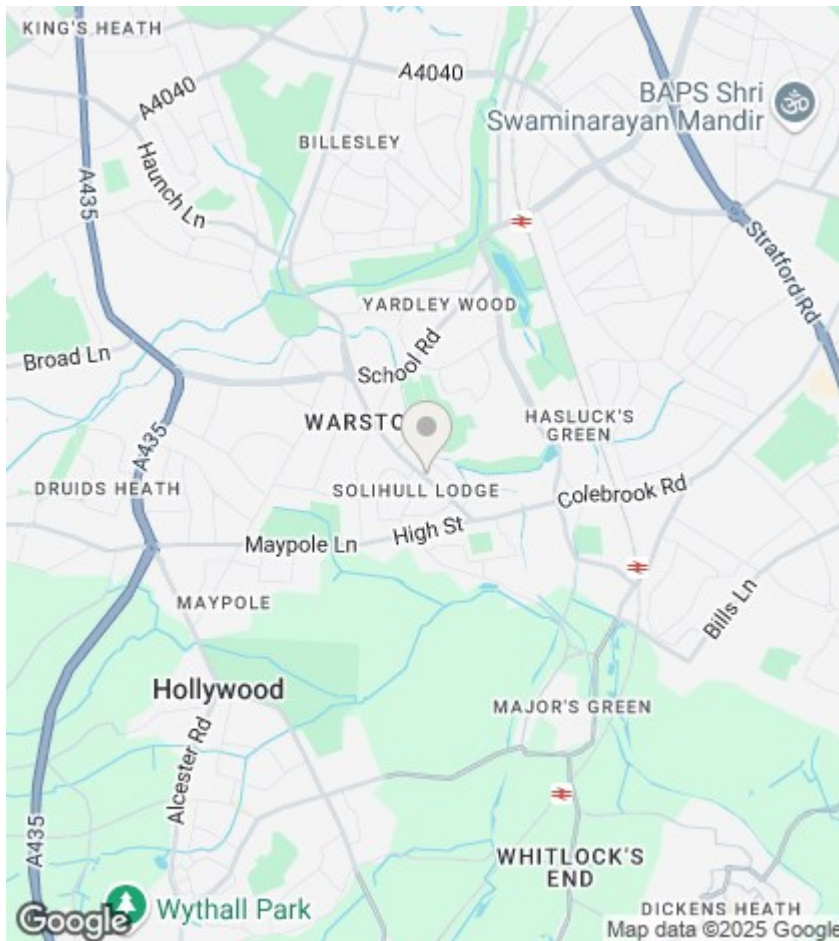 KING'S HEATH
A4040
A4040
BAPS Shri
Swaminarayan Mandir
BILLESLEY
Haunch Ln
A435
Stratford Rd
YARDLEY WOOD
Broad Ln
School Rd
HASLUCK'S
GREEN
A435
DRUIDS HEATH
SOLIHULL LODGE
Colebrook Rd
High St
Maypole Ln
MAYPOLE
Bills Ln
Hollywood
MAJOR'S GREEN
Alcester Rd
A435
WHITLOCK'S
END
Google
Wythall Park
DICKENS HEATH
Map data ©2025 Google